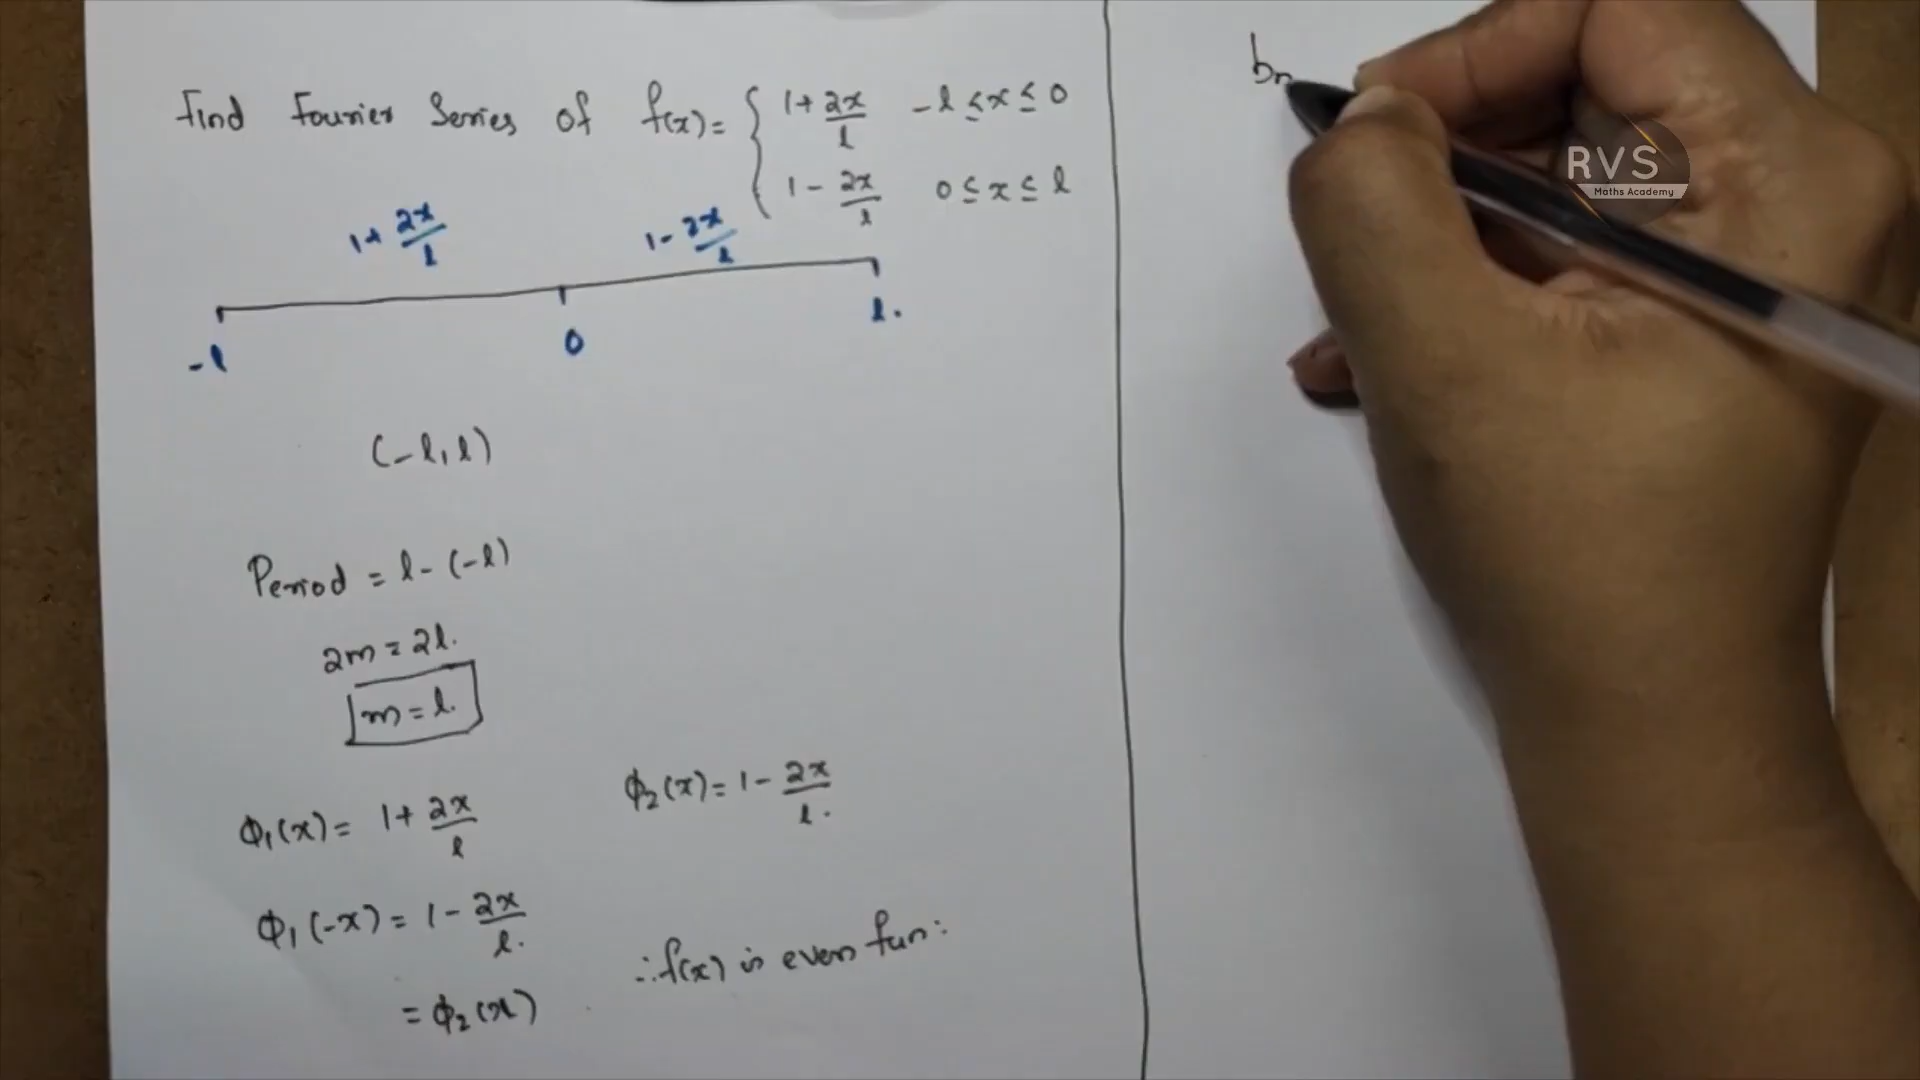 Find Fourier Series of f(x) = { 1 + 2x/l   -l ≤ x ≤ 0
1 - 2x/l   0 ≤ x ≤ l
1 + 2x/l   1 - 2x/l
-l   0   l.
(-l, l)
Period = l - (-l)
2m = 2l.
m = l.
Φ₁(x) = 1 + 2x/l   Φ₂(x) = 1 - 2x/l.
Φ₁(-x) = 1 - 2x/l.
= Φ₂(x)   ∴ f(x) is even fun:
bn
RVS
Maths Academy